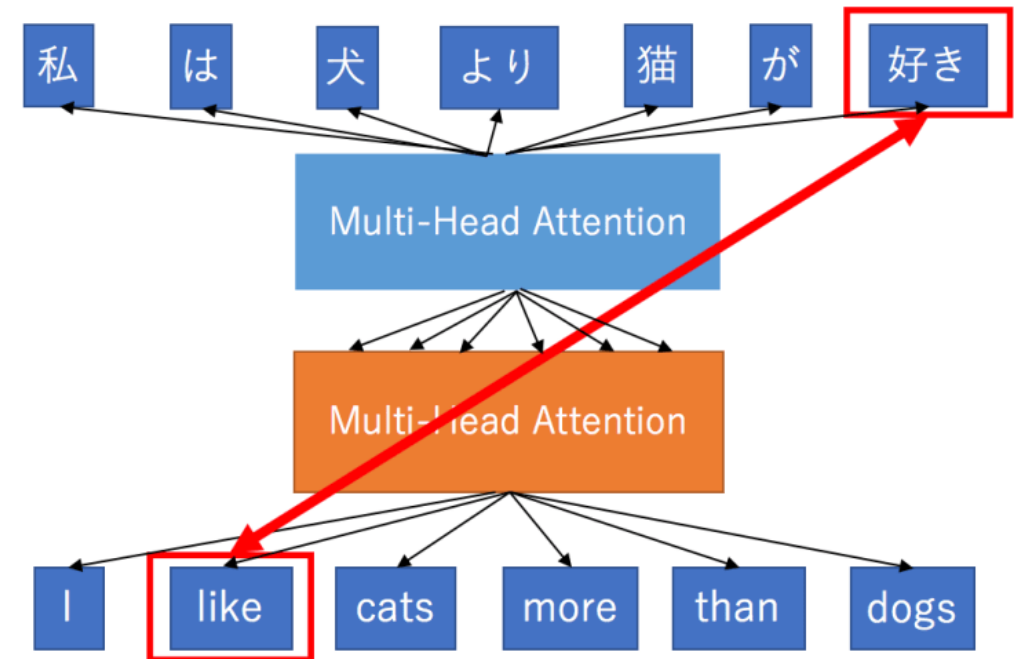 私 は 犬 より 猫 が 好き
Multi-Head Attention
Multi-Head Attention
I like cats more than dogs